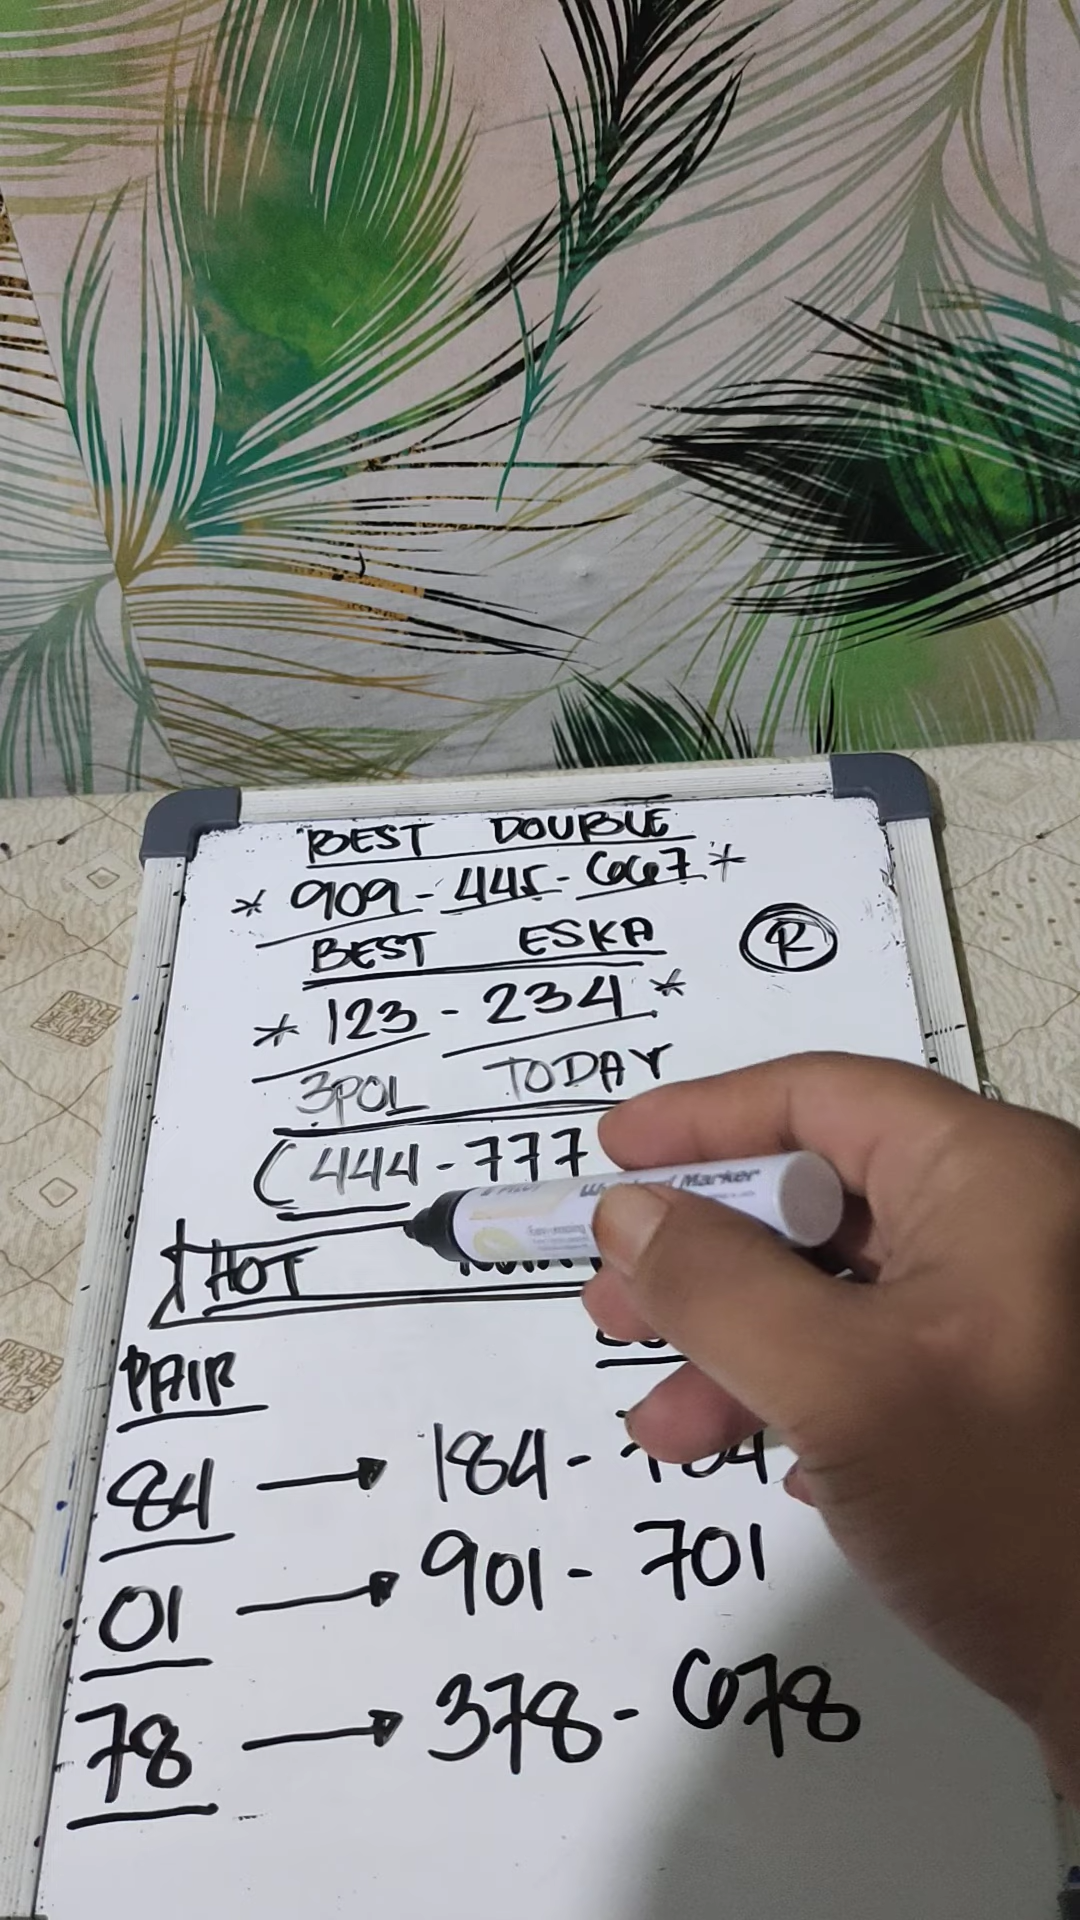 BEST DOUBLE
* 909 - 445 - 667 *
BEST ESKA
R
* 123 - 234 *
3POL TODAY
(444 - 777
Marker
HOT
PAIR
84 → 184 -
01 → 901 - 701
78 → 378 - 678